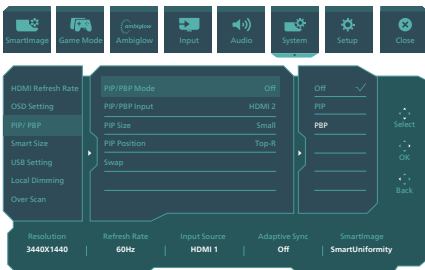 ambiglow
SmartImage Game Mode Ambiglow Input Audio System Setup Close
HDMI Refresh Rate PIP/PBP Mode Off Off
OSD Setting PIP/PBP Input HDMI 2 PIP
PIP/ PBP PIP Size Small PBP
Select
Smart Size PIP Position Top-R
USB Setting Swap
OK
Local Dimming
Back
Over Scan
Resolution Refresh Rate Input Source Adaptive Sync SmartImage
3440X1440 60Hz HDMI 1 Off SmartUniformity